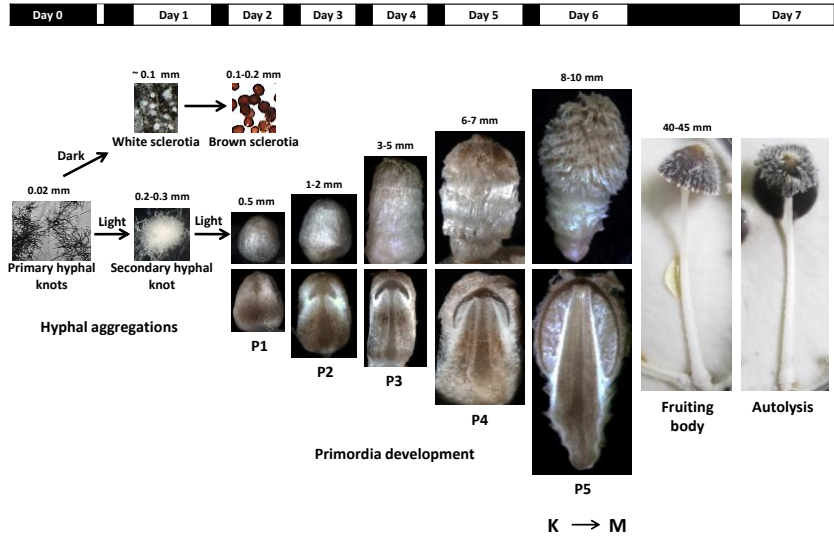 Day 0 Day 1 Day 2 Day 3 Day 4 Day 5 Day 6 Day 7
~ 0.1 mm
0.1-0.2 mm
White sclerotia
Brown sclerotia
Dark
0.02 mm
Light
0.2-0.3 mm
Light
Primary hyphal
knots
Secondary hyphal
knot
Hyphal aggregations
0.5 mm
1-2 mm
3-5 mm
6-7 mm
8-10 mm
40-45 mm
P1
P2
P3
P4
P5
Primordia development
Fruiting
body
Autolysis
K → M